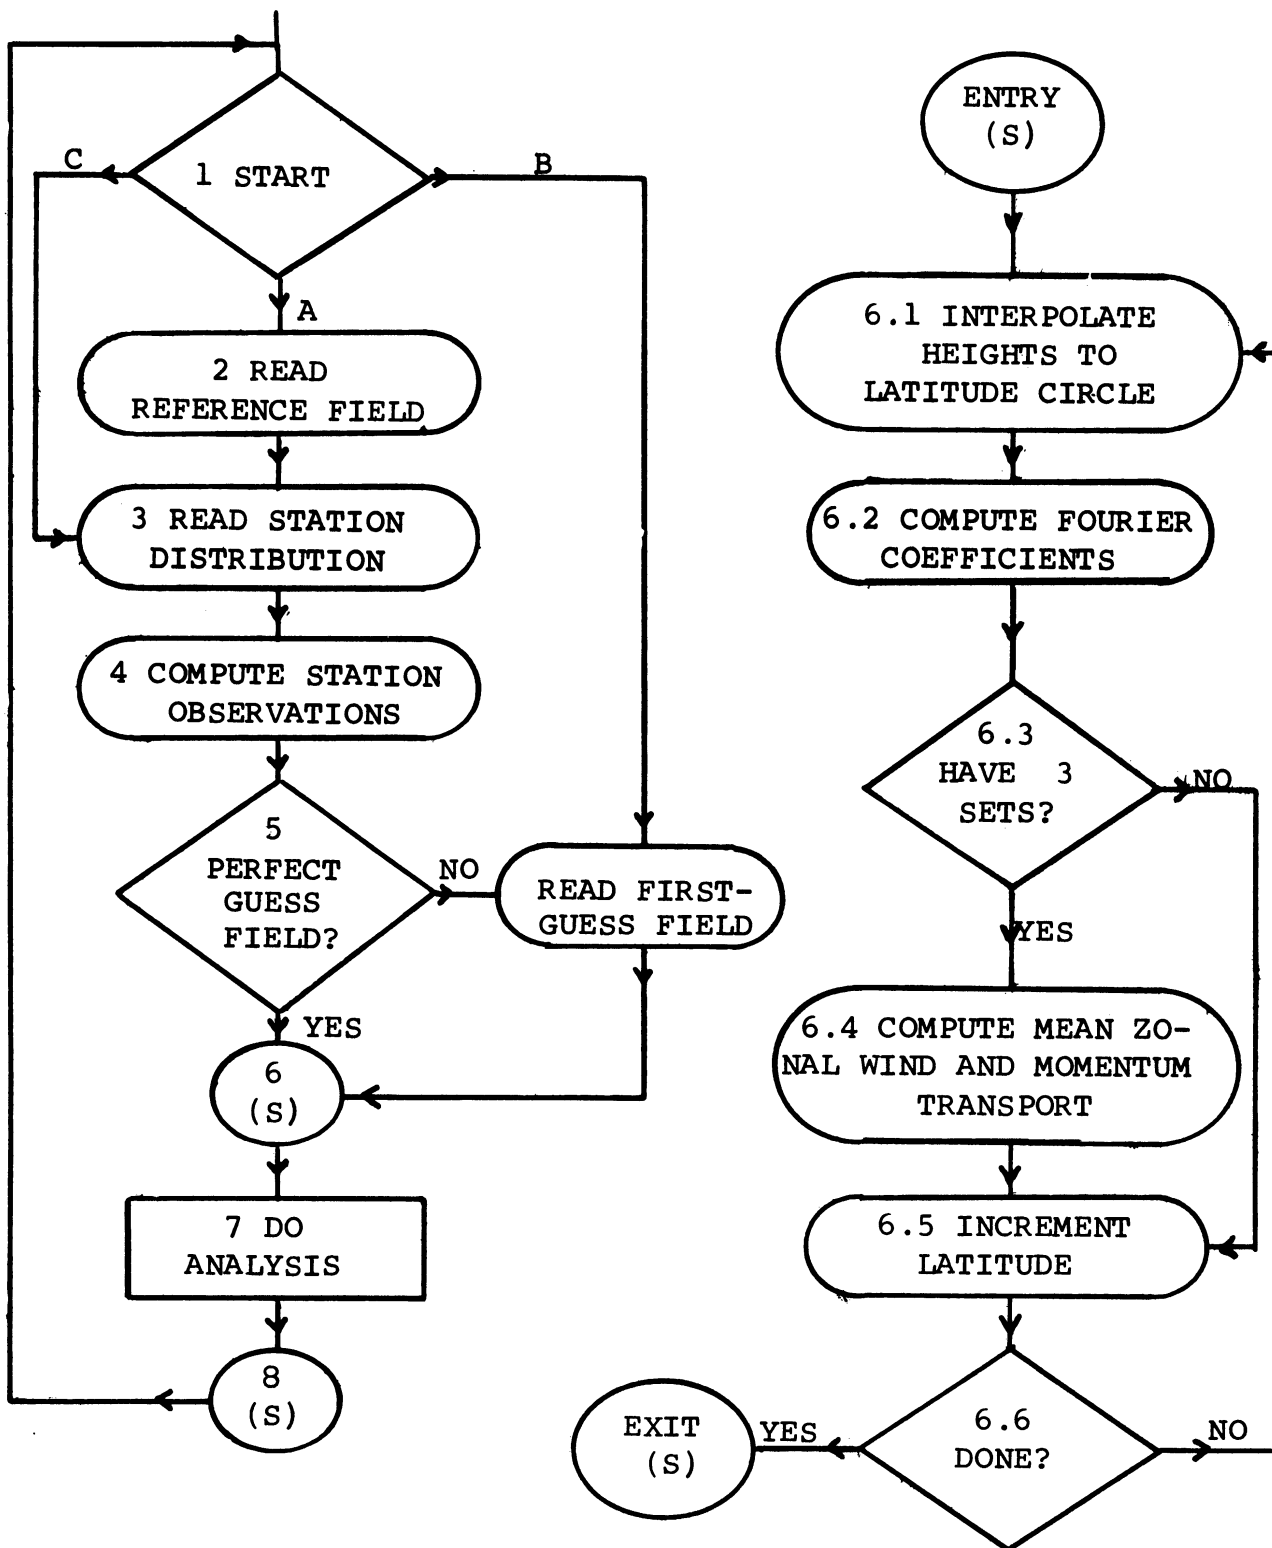 C
1 START
B
A
2 READ
REFERENCE FIELD
3 READ STATION
DISTRIBUTION
4 COMPUTE STATION
OBSERVATIONS
5
PERFECT
GUESS
FIELD?
NO
READ FIRST-
GUESS FIELD
YES
6
(S)
7 DO
ANALYSIS
8
(S)
ENTRY
(S)
6.1 INTERPOLATE
HEIGHTS TO
LATITUDE CIRCLE
6.2 COMPUTE FOURIER
COEFFICIENTS
6.3
HAVE 3
SETS?
NO
YES
6.4 COMPUTE MEAN ZO-
NAL WIND AND MOMENTUM
TRANSPORT
6.5 INCREMENT
LATITUDE
6.6
DONE?
NO
YES
EXIT
(S)